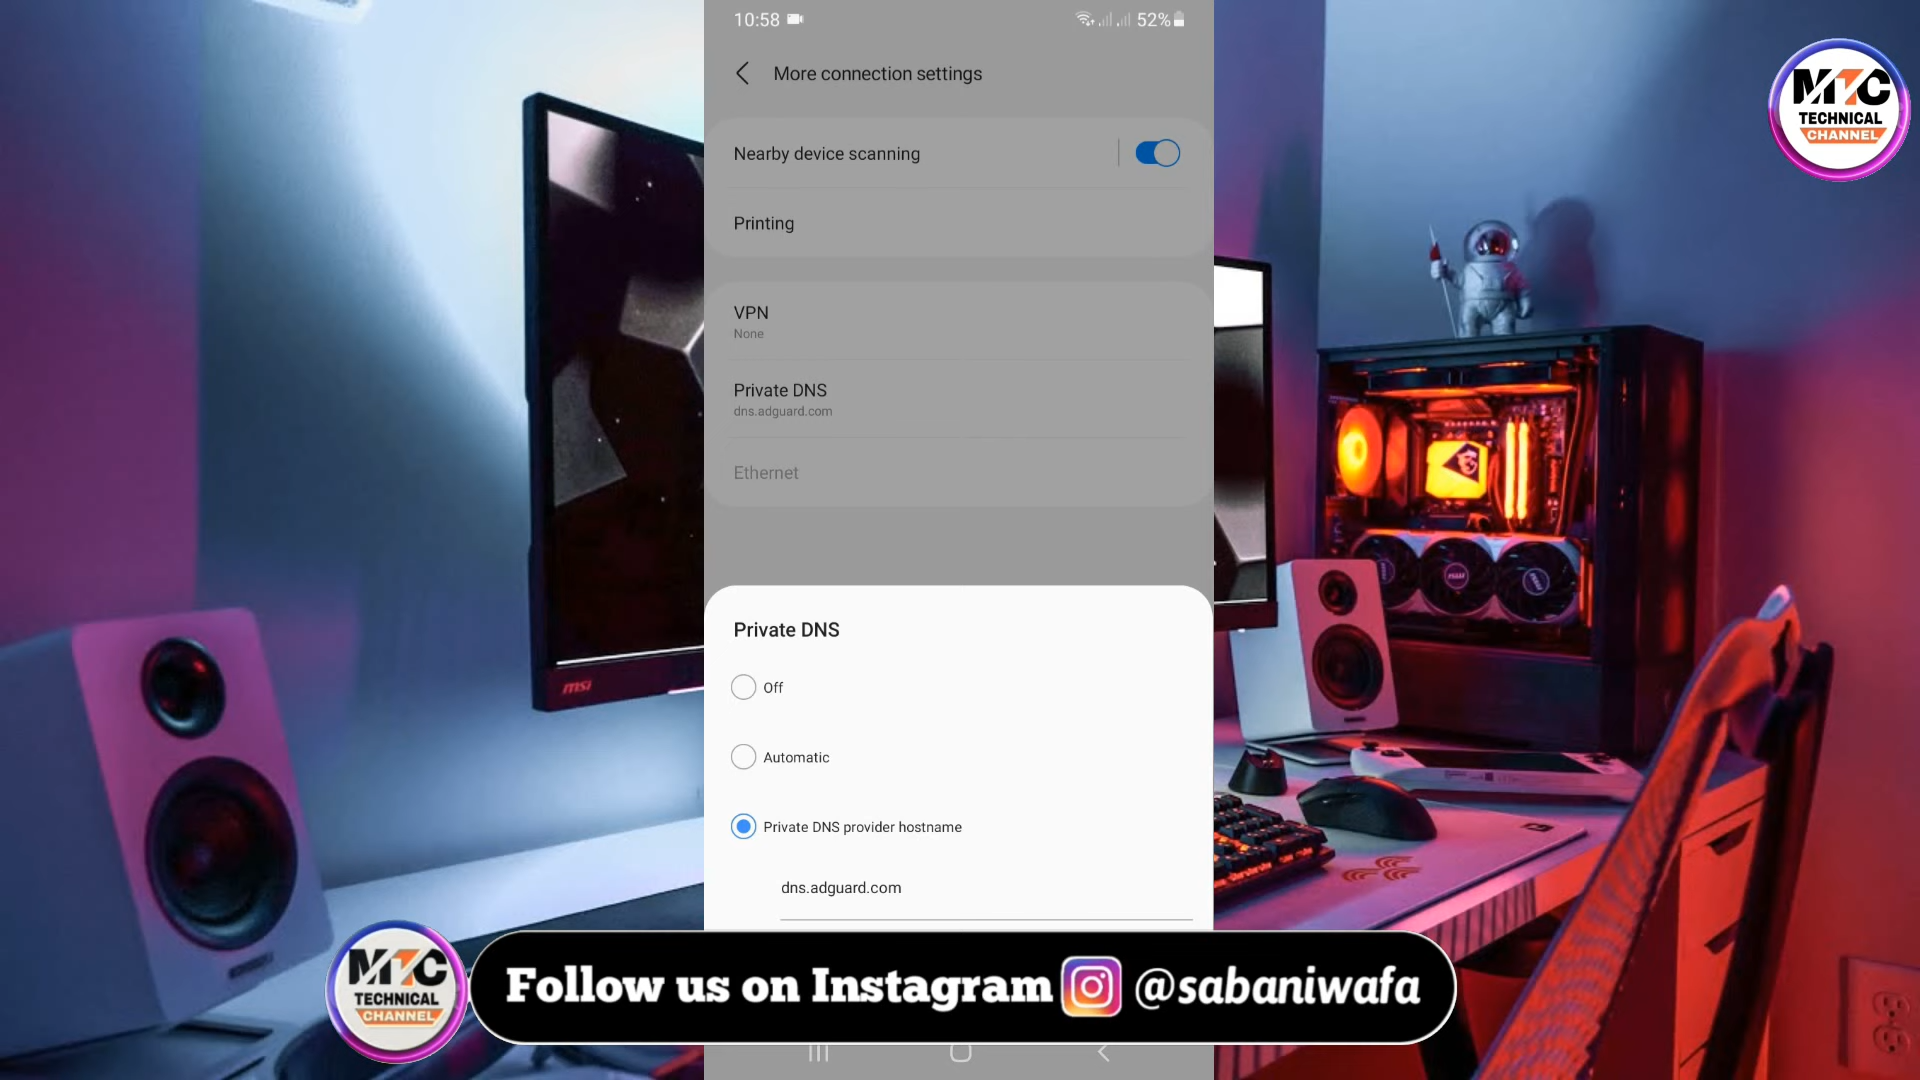 10:58
52%
More connection settings
MTC
TECHNICAL
CHANNEL
Nearby device scanning
Printing
VPN
None
Private DNS
dns.adguard.com
Ethernet
Private DNS
Off
Automatic
Private DNS provider hostname
dns.adguard.com
msi
MTC
TECHNICAL
CHANNEL
Follow us on Instagram @sabaniwafa